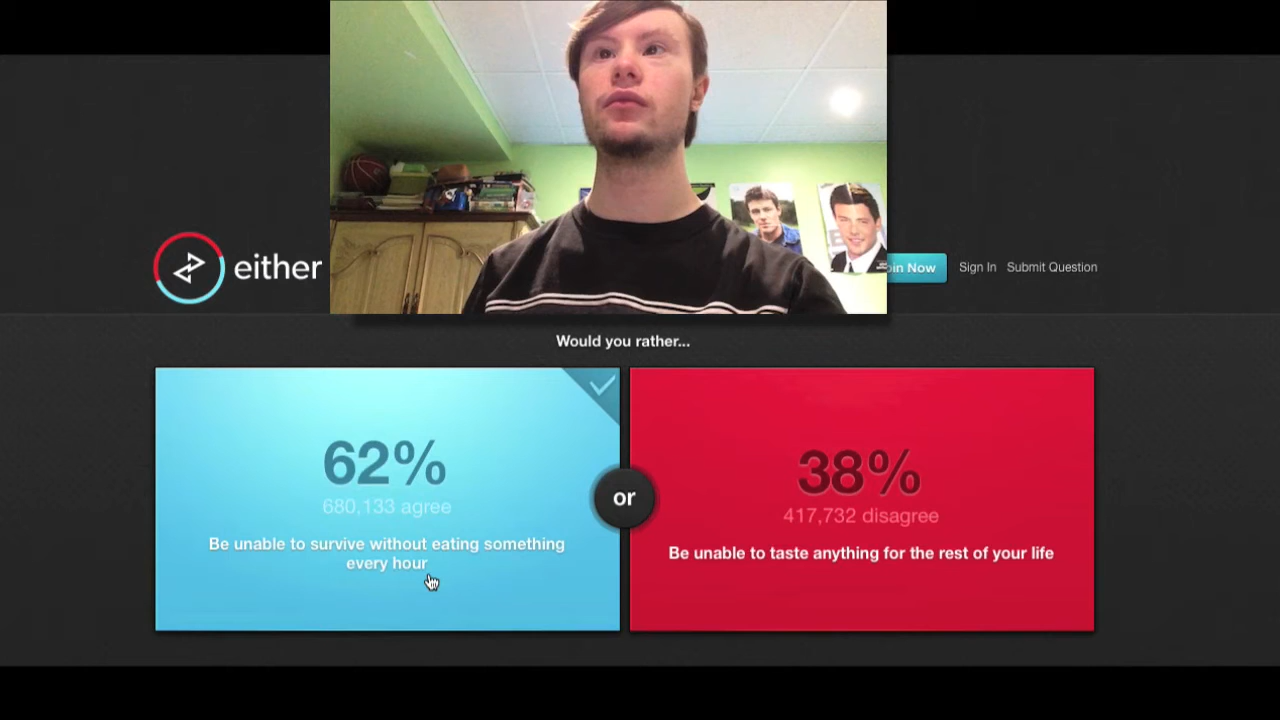 either
Join Now
Sign In
Submit Question
Would you rather...
62%
680,133 agree
Be unable to survive without eating something
every hour
or
38%
417,732 disagree
Be unable to taste anything for the rest of your life